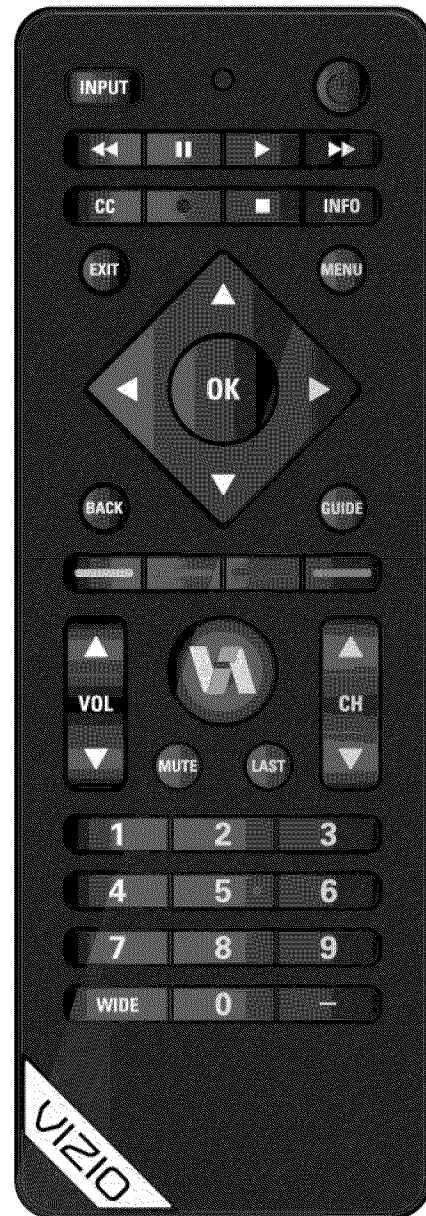 INPUT
CC INFO
EXIT MENU
OK
BACK GUIDE
VOL CH
MUTE LAST
1 2 3
4 5 6
7 8 9
WIDE 0 –
VIZIO